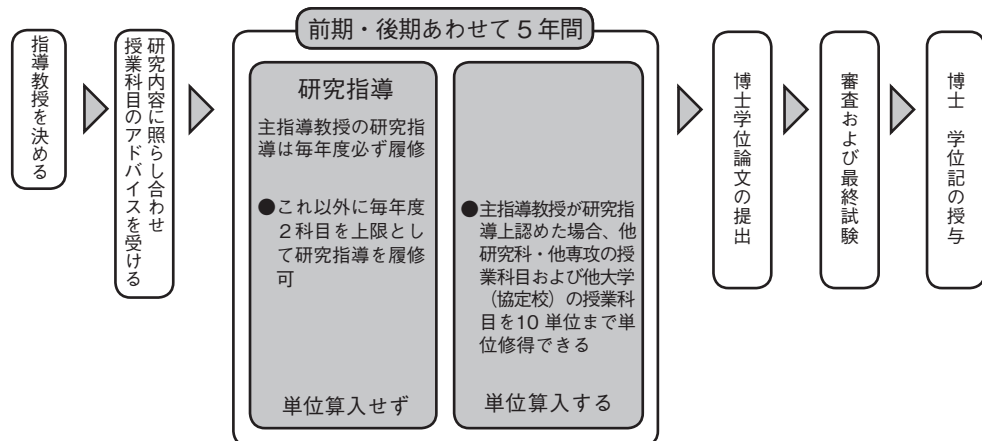 指導教授を決める
研究内容に照らし合わせ
授業科目のアドバイスを受ける
前期・後期あわせて5年間
研究指導
主指導教授の研究指
導は毎年度必ず履修
●これ以外に毎年度
2科目を上限とし
て研究指導を履修
可
単位算入せず
●主指導教授が研究指
導上認めた場合、他
研究科・他専攻の授
業科目および他大学
（協定校）の授業科
目を10 単位まで単
位修得できる
単位算入する
博士学位論文の提出
審査および最終試験
博士　学位記の授与